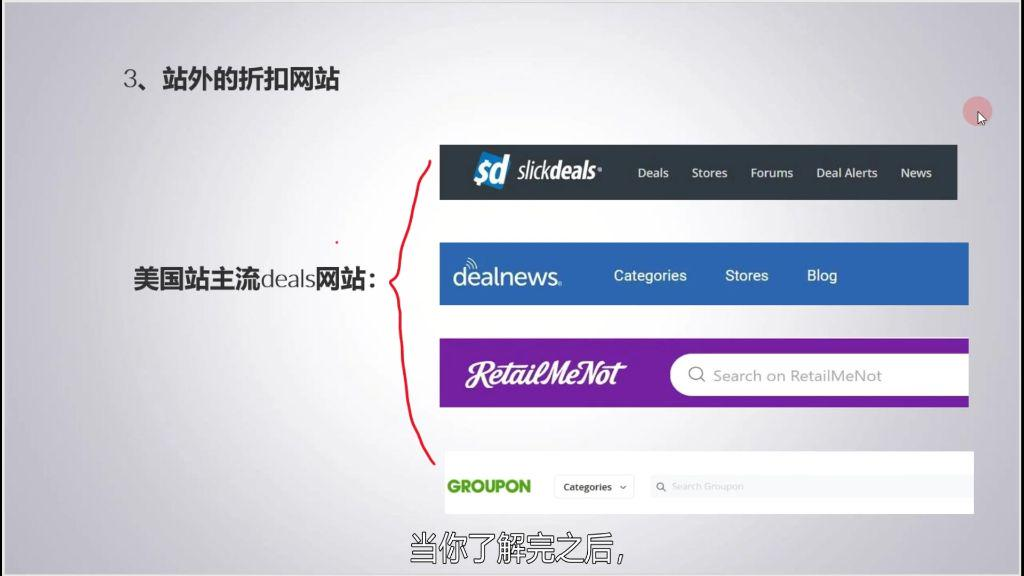 3、站外的折扣网站
$d slickdeals® Deals Stores Forums Deal Alerts News
美国站主流deals网站：
dealnews® Categories Stores Blog
RetailMeNot Search on RetailMeNot
GROUPON Categories Search Groupon
当你了解完之后，